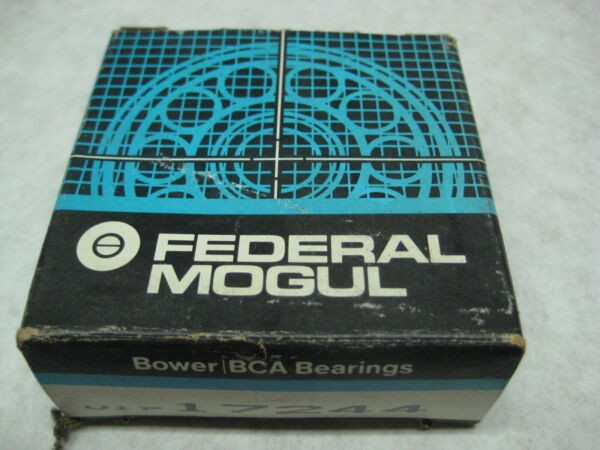 FEDERAL
MOGUL
Bower/BCA Bearings
17244